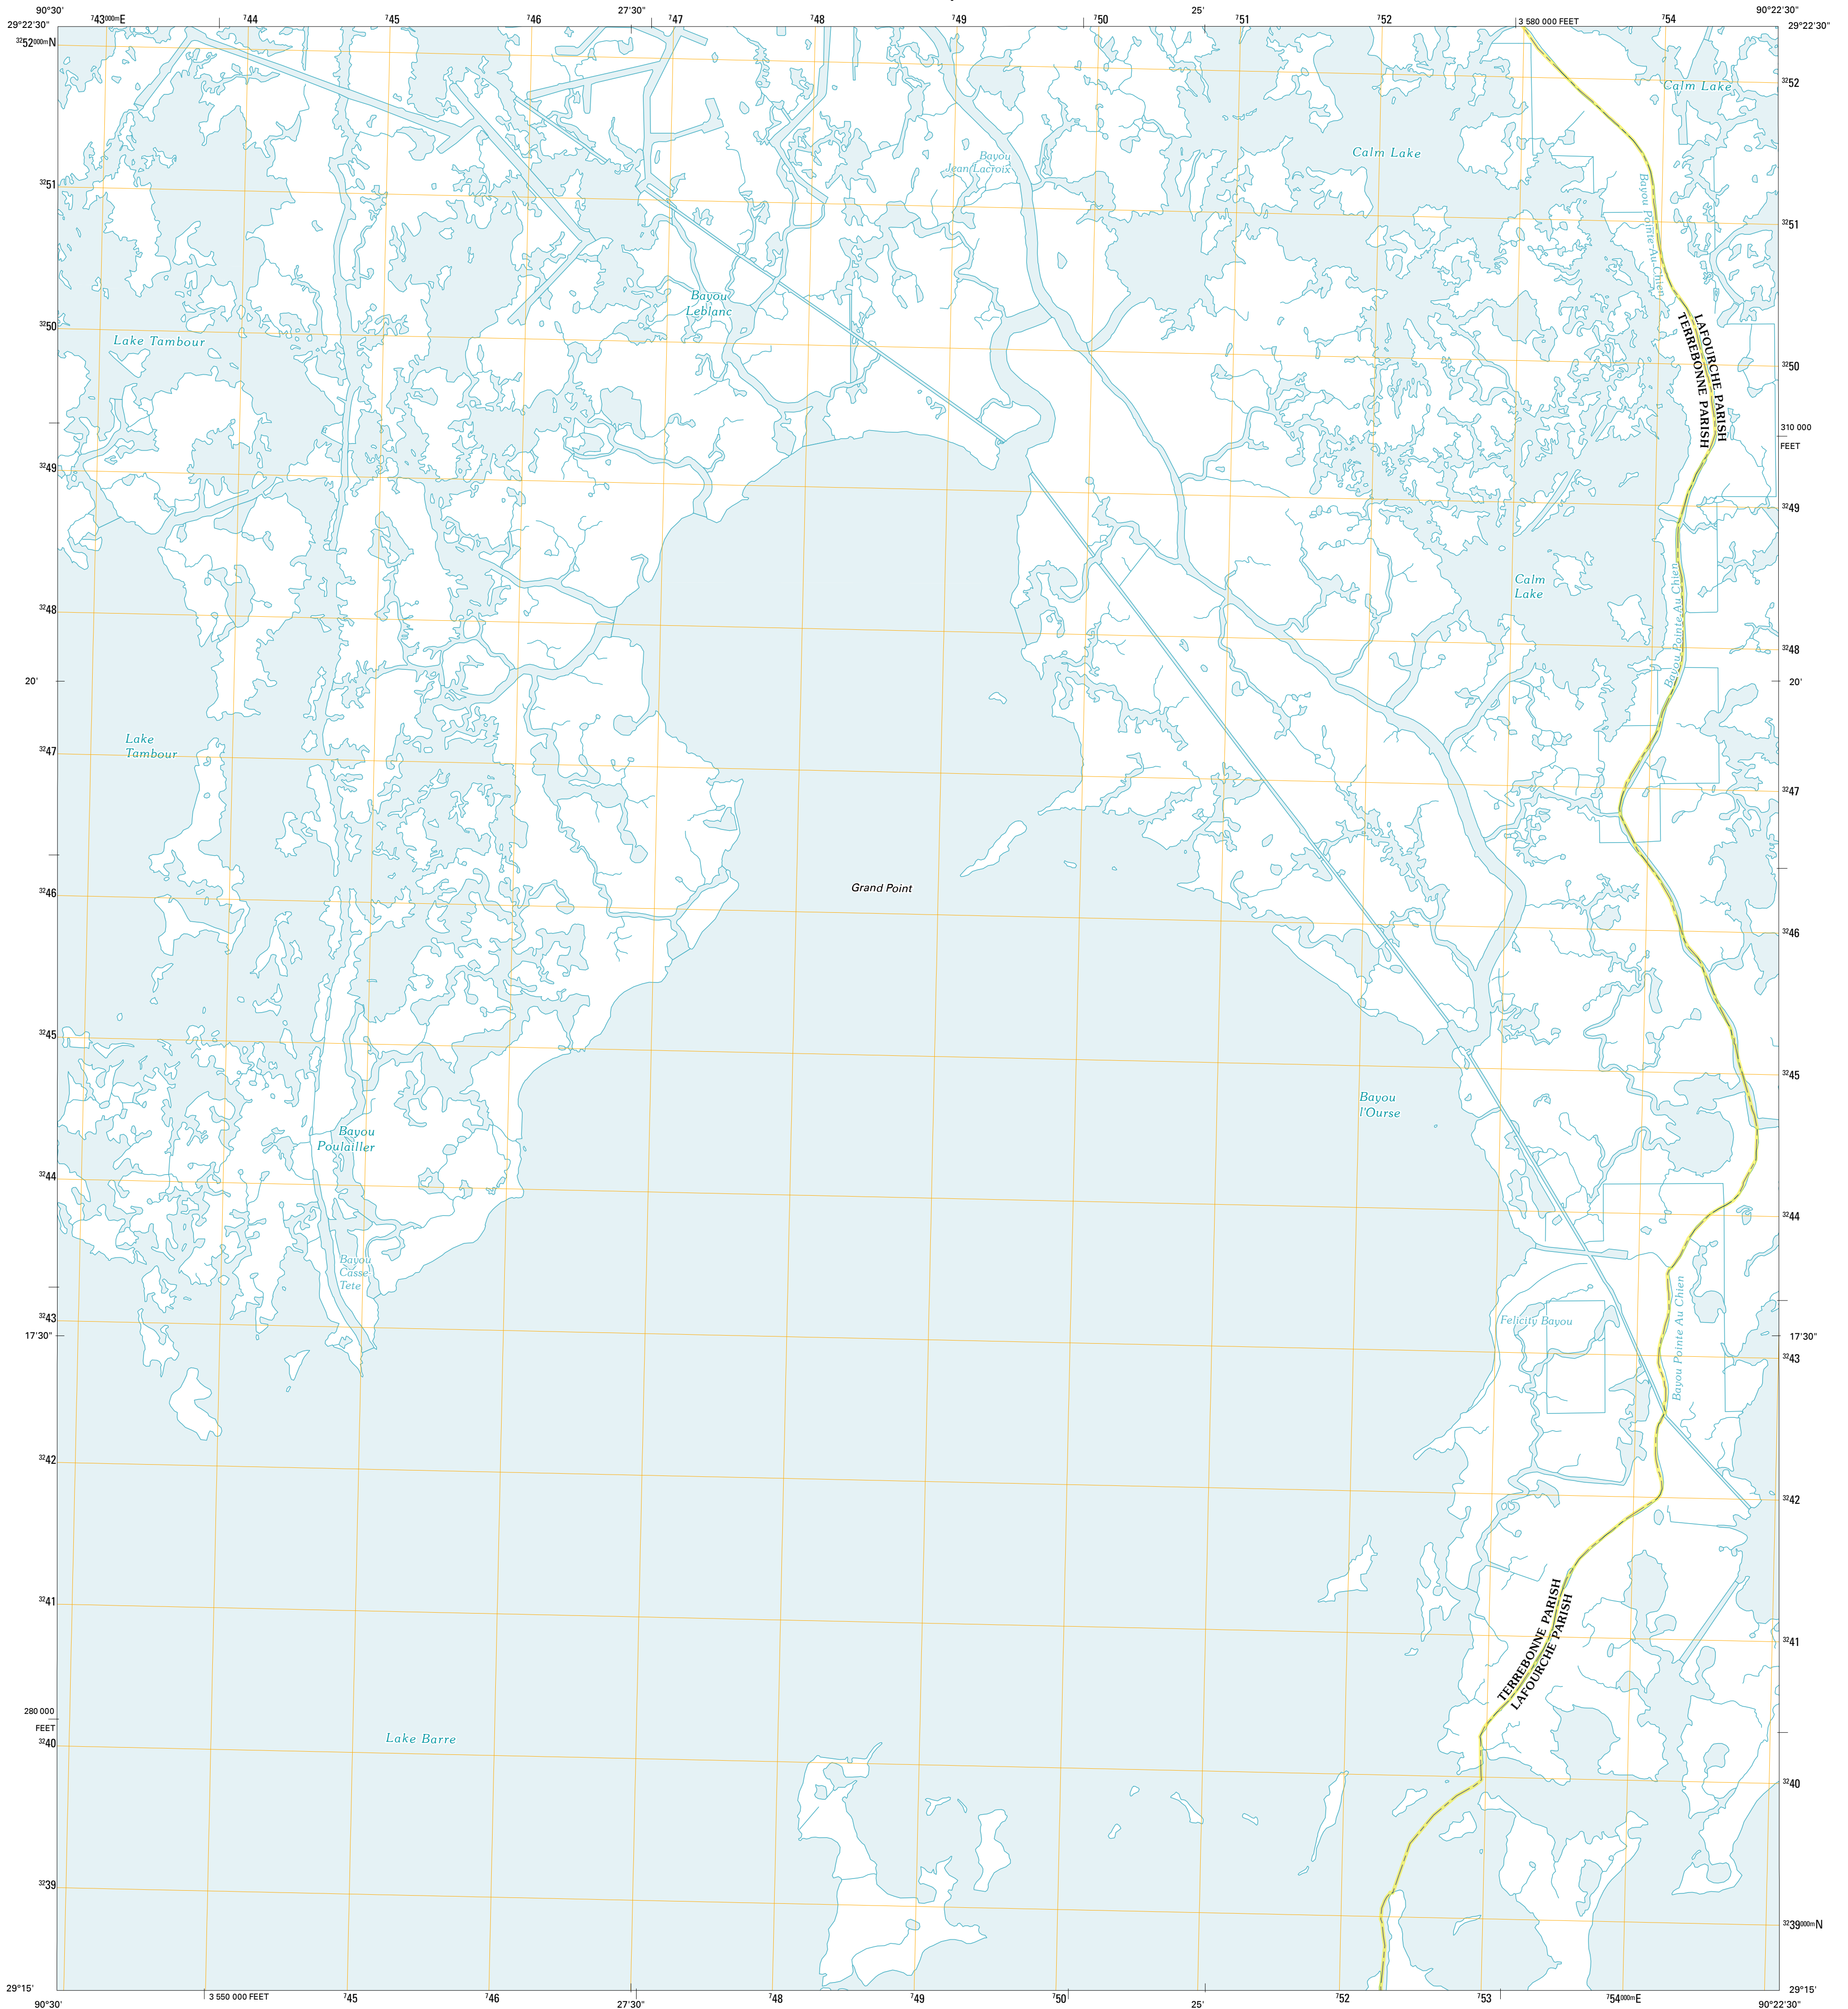 90°30' ⁷43⁰⁰⁰ᵐE ⁷44 ⁷45 ⁷46 27'30" ⁷47 ⁷48 ⁷49 ⁷50 25' ⁷51 ⁷52 3 580 000 FEET ⁷54 90°22'30"
29°22'30" 29°22'30"
³²52⁰⁰⁰ᵐN
³²52
Calm Lake
Calm Lake
Bayou
Jean Lacroix
³²51
Bayou Pointe Au Chien
³²51
Bayou
Leblanc
³²50
Lake Tambour
LAFOURCHE PARISH
TERREBONNE PARISH
³²50
310 000
FEET
³²49
³²49
Calm
Lake
Bayou Pointe Au Chien
³²48
³²48
20'
20'
Lake
Tambour
³²47
³²47
Grand Point
³²46
³²46
³²45
³²45
Bayou
l'Ourse
Bayou
Poulailler
³²44
³²44
Bayou
Casse-
Tete
Felicity Bayou
Bayou Pointe Au Chien
³²43
17'30"
17'30"
³²43
³²42
³²42
³²41
TERREBONNE PARISH
LAFOURCHE PARISH
³²41
280 000
FEET
³²40
Lake Barre
³²40
³²39
³²39⁰⁰⁰ᵐN
29°15' 29°15'
90°30' 3 550 000 FEET ⁷45 ⁷46 27'30" ⁷48 ⁷49 ⁷50 25' ⁷52 ⁷53 ⁷54⁰⁰⁰ᵐE 90°22'30"